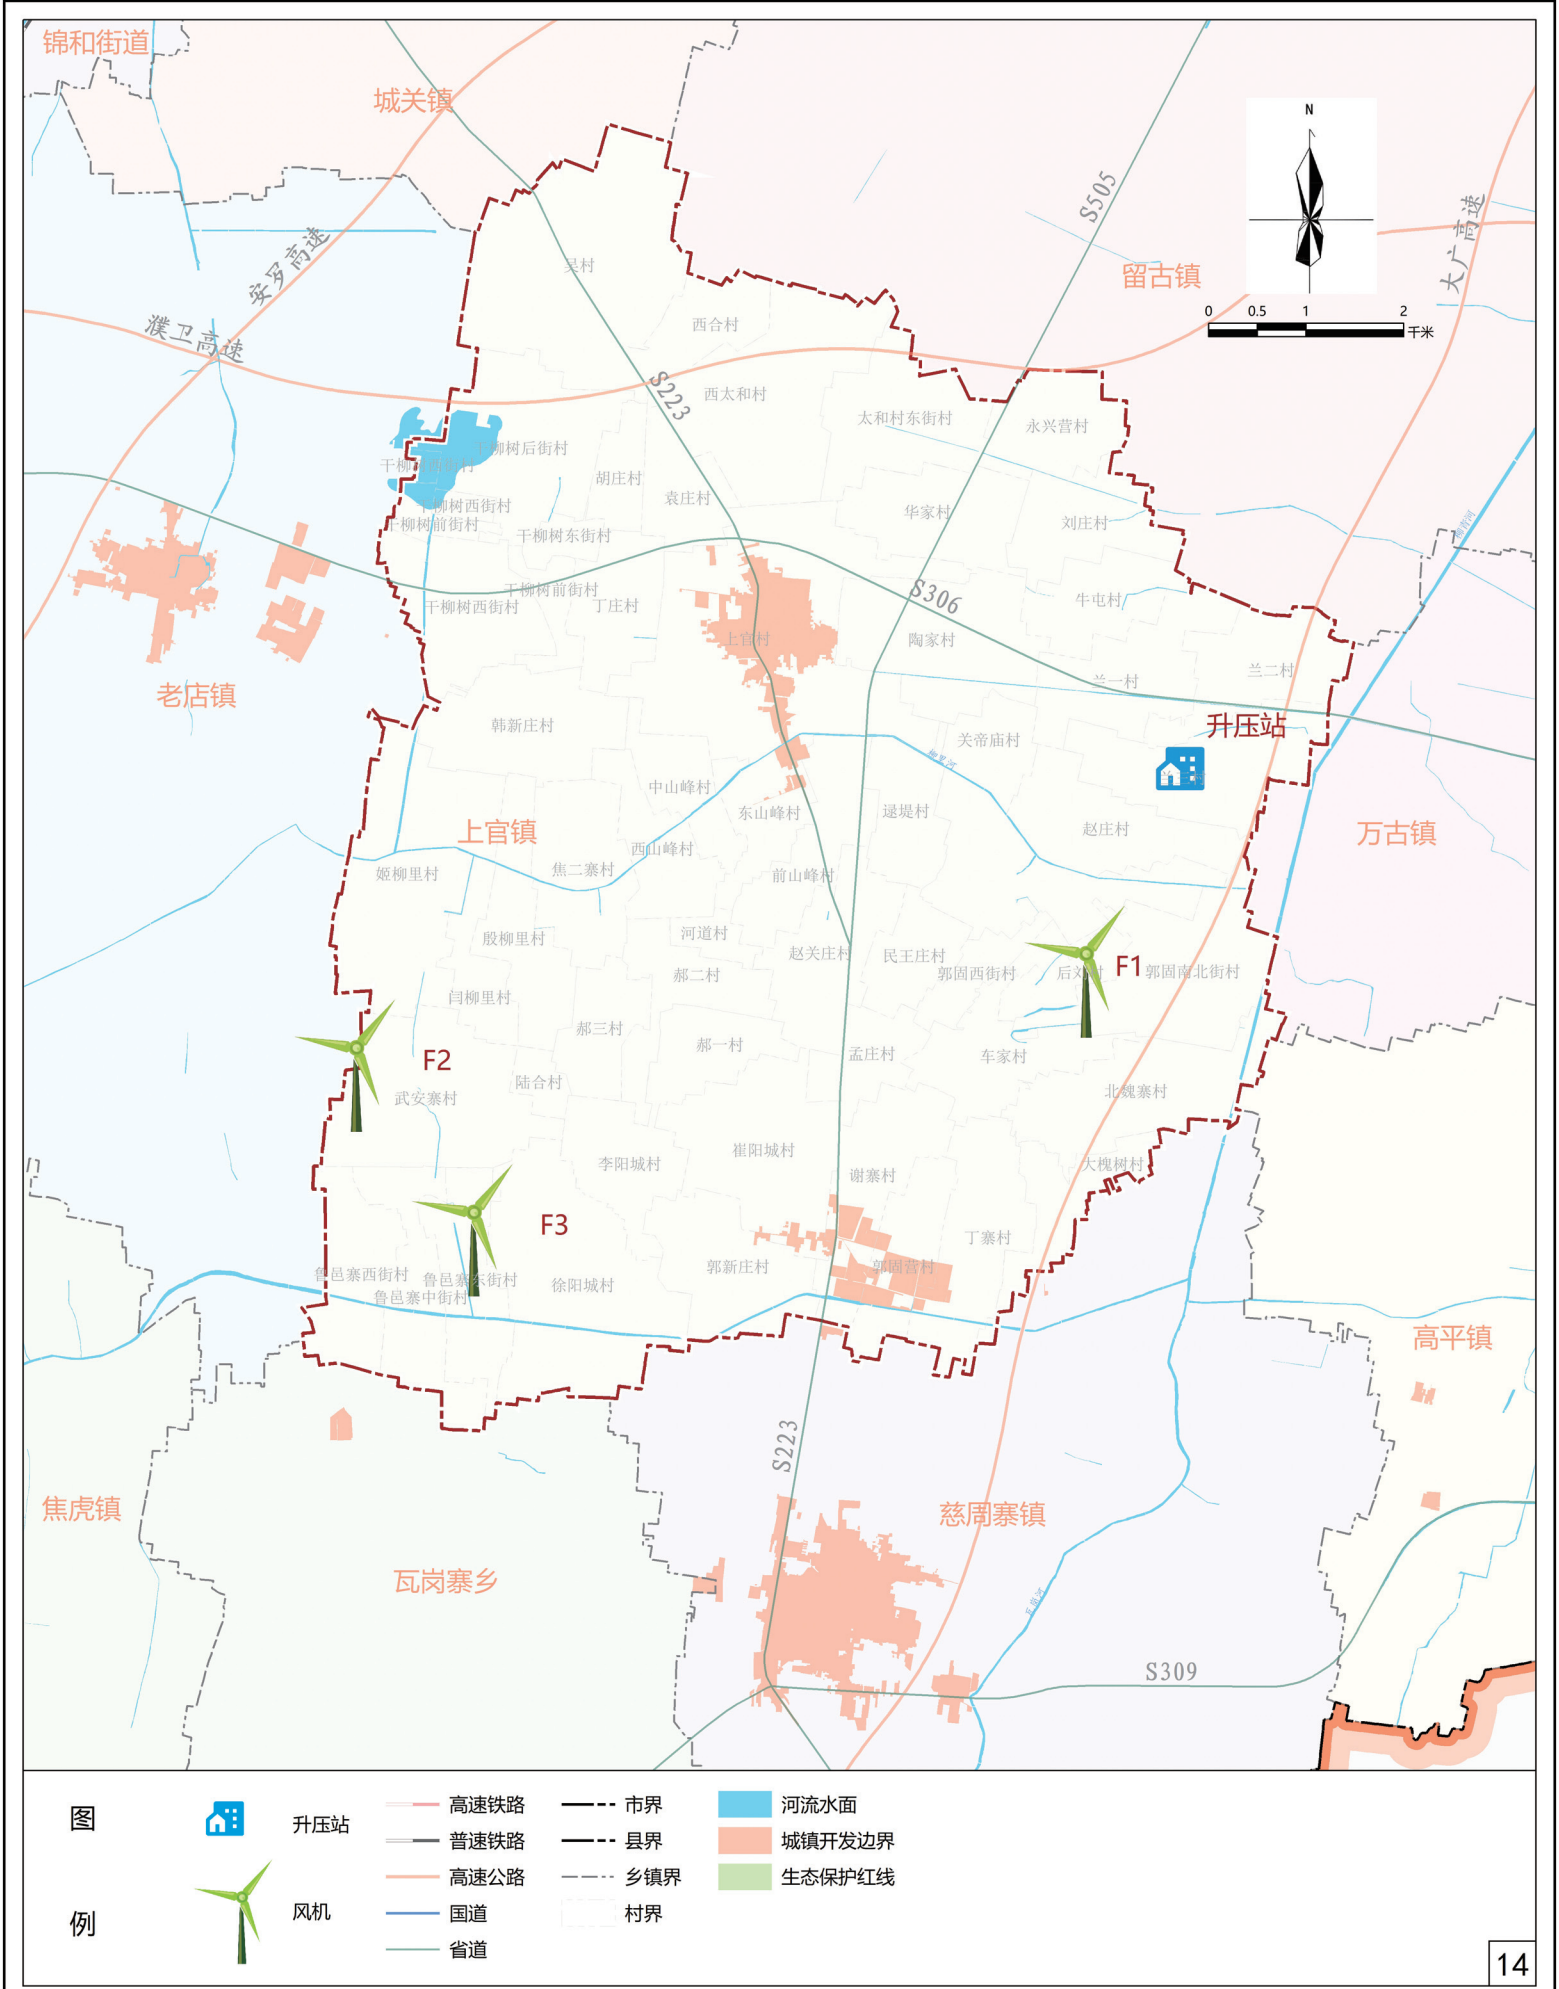 锦和街道
城关镇
N
S505
大广高速
安罗高速
留古镇
吴村
0 0.5 1 2
千米
濮卫高速
西合村
S223
西太和村
太和村东街村
永兴营村
干柳树后街村
胡庄村
袁庄村
干柳树西街村
华家村
干柳树前街村
刘庄村
柳青河
干柳树东街村
干柳树前街村
S306
牛屯村
干柳树西街村
丁庄村
上官村
陶家村
兰二村
兰一村
老店镇
韩新庄村
升压站
关帝庙村
柳里河
中山峰村
东山峰村
逯堤村
赵庄村
万古镇
上官镇
西山峰村
姬柳里村
焦二寨村
前山峰村
殷柳里村
河道村
赵关庄村
民王庄村
郭固西街村
F1
郭固南北街村
郝二村
闫柳里村
郝三村
郝一村
孟庄村
车家村
F2
陆合村
武安寨村
北魏寨村
崔阳城村
李阳城村
谢寨村
大槐树村
F3
丁寨村
郭新庄村
郭固营村
鲁邑寨西街村
鲁邑寨东街村
徐阳城村
鲁邑寨中街村
高平镇
S223
焦虎镇
慈周寨镇
瓦岗寨乡
S309
图
例
升压站
风机
高速铁路
普速铁路
高速公路
国道
省道
市界
县界
乡镇界
村界
河流水面
城镇开发边界
生态保护红线
14